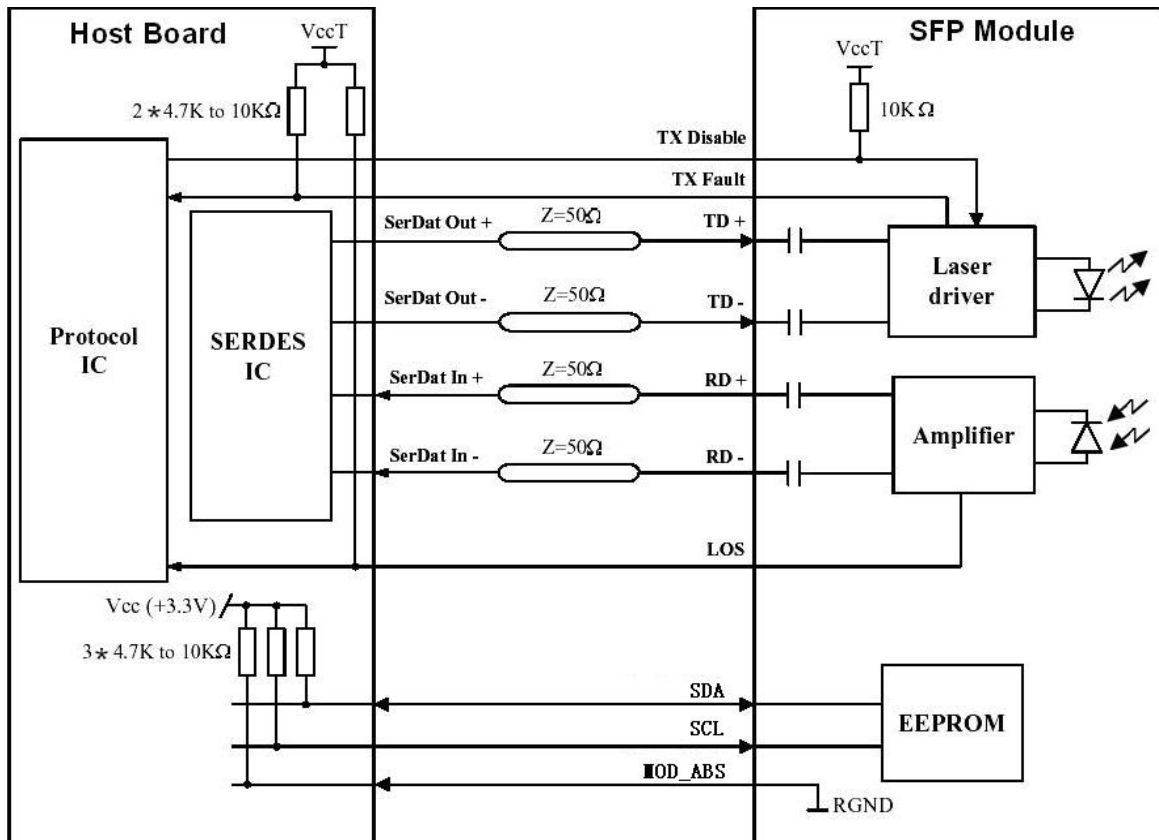 Host Board
SFP Module
VccT
VccT
2*4.7K to 10KΩ
10KΩ
TX Disable
TX Fault
SerDat Out +
Z=50Ω
TD +
SerDat Out -
Z=50Ω
TD -
Laser
driver
Protocol
IC
SERDES
IC
SerDat In +
Z=50Ω
RD +
SerDat In -
Z=50Ω
RD -
Amplifier
LOS
Vcc (+3.3V)
3*4.7K to 10KΩ
SDA
SCL
MOD_ABS
EEPROM
RGND